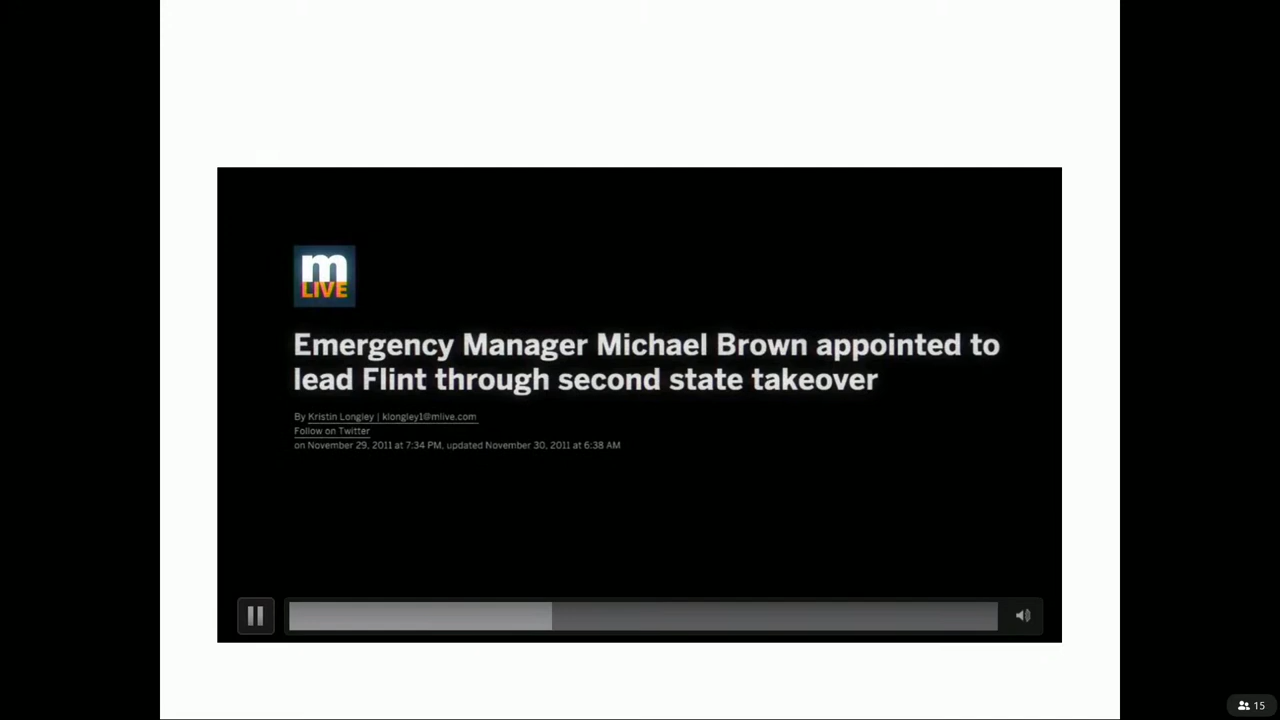 m
LIVE
Emergency Manager Michael Brown appointed to
lead Flint through second state takeover
By Kristin Longley | klongley1@mlive.com
Follow on Twitter
on November 29, 2011 at 7:34 PM, updated November 30, 2011 at 6:38 AM
15